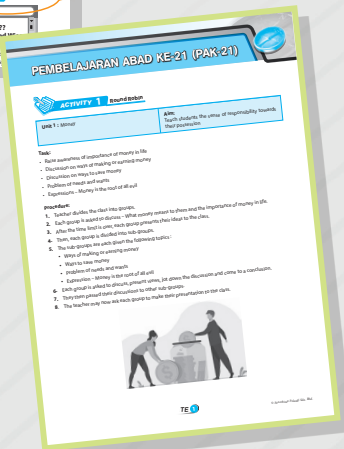 ??
PEMBELAJARAN ABAD KE-21 (PAK-21)
ACTIVITY 1 Round Robin
Unit 1 : Money
Aim:
Teach students the sense of responsibility towards
their possession
Task:
- Raise awareness of importance of money in life
- Discussion on ways of making or earning money
- Discussion on ways to save money
- Problem of needs and wants
- Expressions – Money is the root of all evil
Procedure:
1. Teacher divides the class into groups.
2. Each group is asked to discuss – What money meant to them and the importance of money in life.
3. After the time limit is over, each group presents their ideas to the class.
4. Then, each group is divided into sub-groups.
5. The sub-groups are each given the following topics :
• Ways of making or earning money
• Ways to save money
• Problem of needs and wants
• Expression – Money is the root of all evil
6. Each group is asked to discuss, present views, jot down the discussion and come to a conclusion.
7. They then passed their discussions to other sub-groups.
8. The teacher may now ask each group to make their presentation to the class.
TE 1